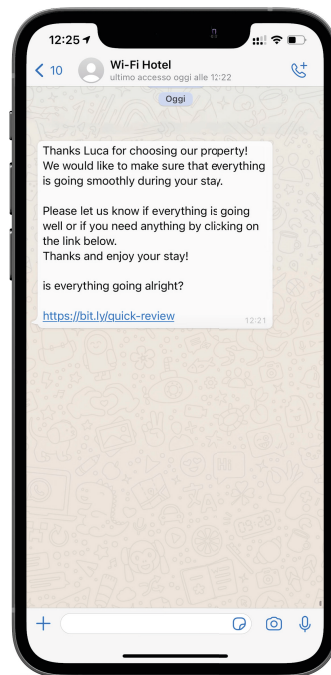 12:25
10
Wi-Fi Hotel
ultimo accesso oggi alle 12:22
Oggi
Thanks Luca for choosing our property!
We would like to make sure that everything
is going smoothly during your stay.
Please let us know if everything is going
well or if you need anything by clicking on
the link below.
Thanks and enjoy your stay!
is everything going alright?
https://bit.ly/quick-review
12:21